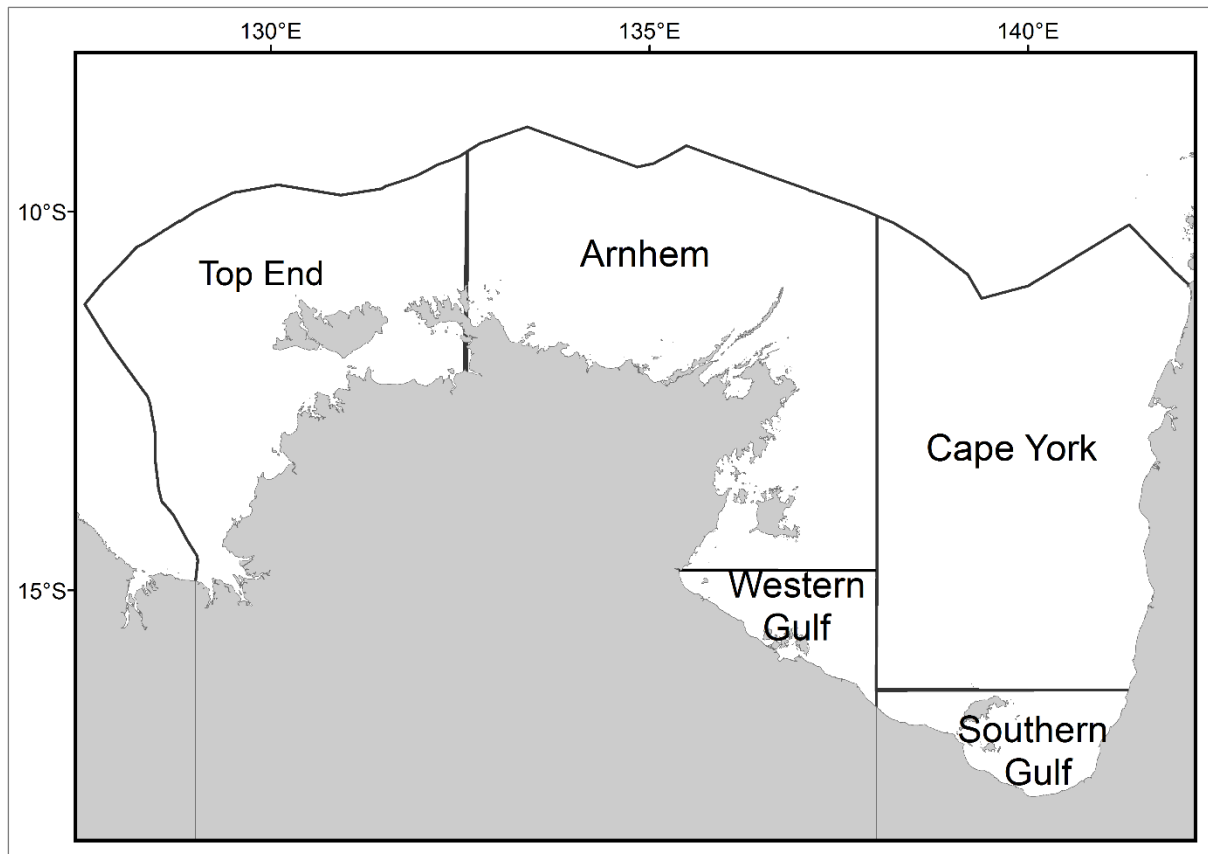 130°E
135°E
140°E
10°S
15°S
Top End
Arnhem
Cape York
Western
Gulf
Southern
Gulf